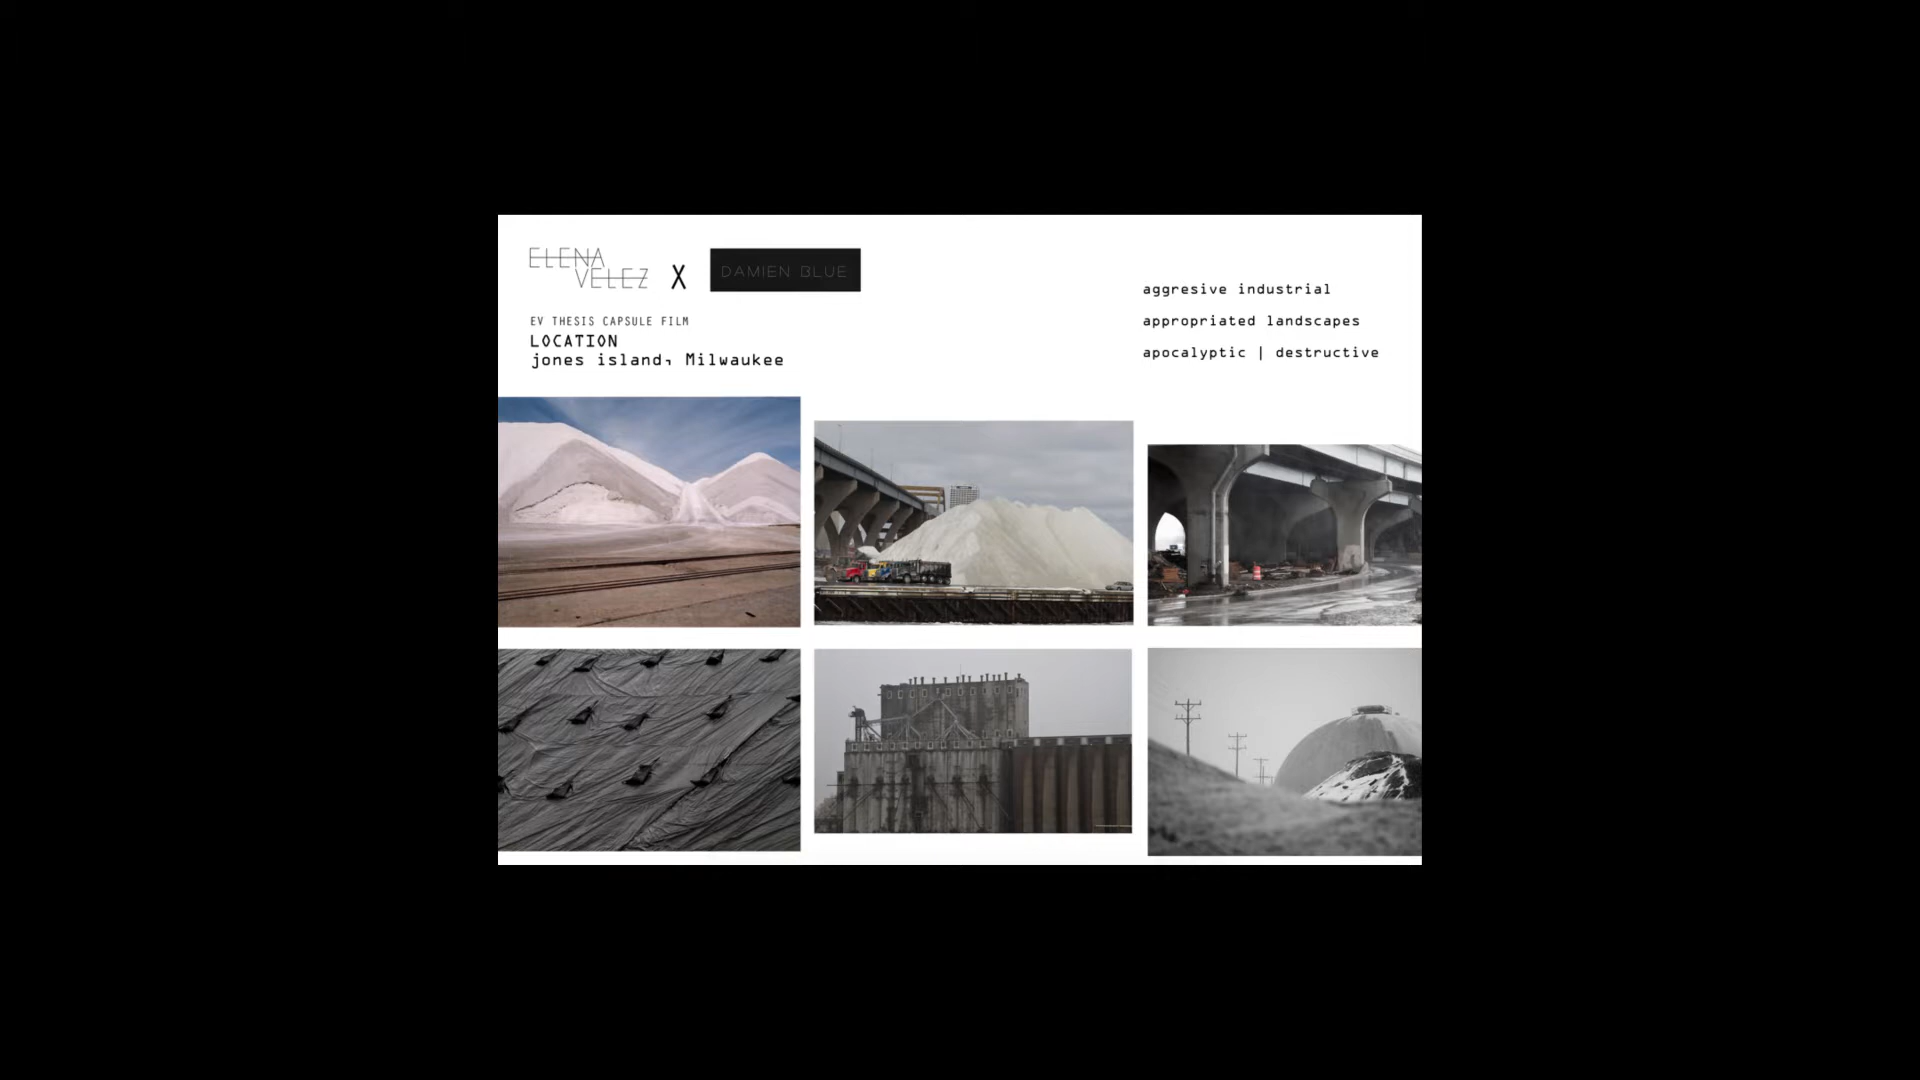 ELENA
VELEZ
X
DAMIEN BLUE
EV THESIS CAPSULE FILM
LOCATION
jones island, Milwaukee
aggresive industrial
appropriated landscapes
apocalyptic | destructive